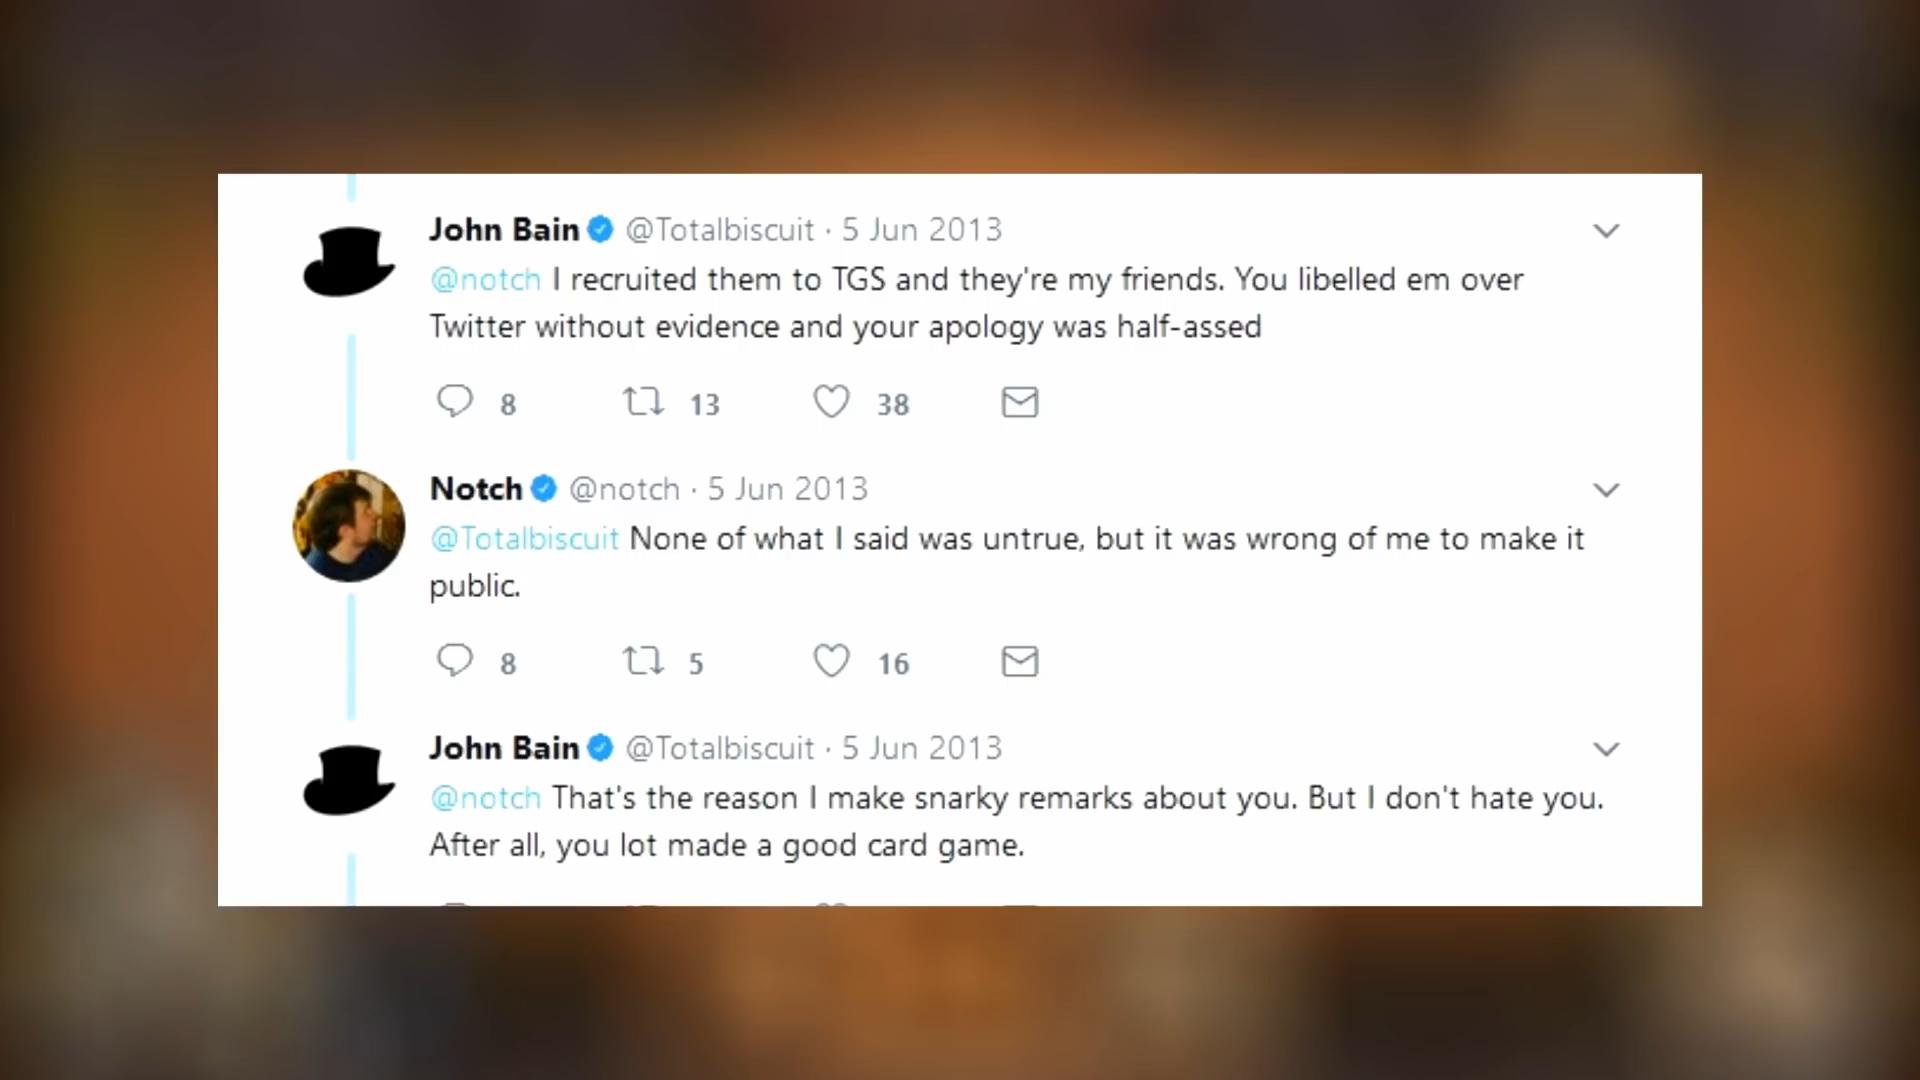 John Bain @Totalbiscuit · 5 Jun 2013
@notch I recruited them to TGS and they're my friends. You libelled em over
Twitter without evidence and your apology was half-assed
8 13 38
Notch @notch · 5 Jun 2013
@Totalbiscuit None of what I said was untrue, but it was wrong of me to make it
public.
8 5 16
John Bain @Totalbiscuit · 5 Jun 2013
@notch That's the reason I make snarky remarks about you. But I don't hate you.
After all, you lot made a good card game.